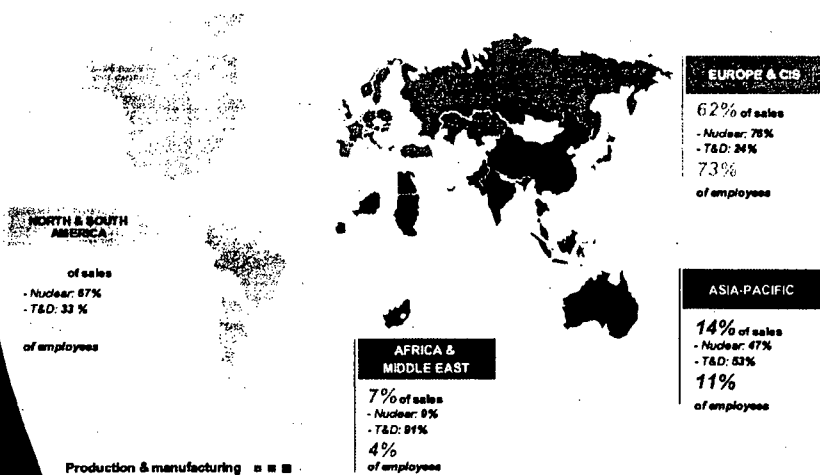 EUROPE & CIS
62% of sales
- Nuclear: 76%
- T&D: 24%
73%
of employees
NORTH & SOUTH
AMERICA
of sales
- Nuclear: 67%
- T&D: 33 %
of employees
ASIA-PACIFIC
14% of sales
- Nuclear: 47%
- T&D: 53%
11%
of employees
AFRICA &
MIDDLE EAST
7% of sales
- Nuclear: 9%
- T&D: 91%
4%
of employees
Production & manufacturing